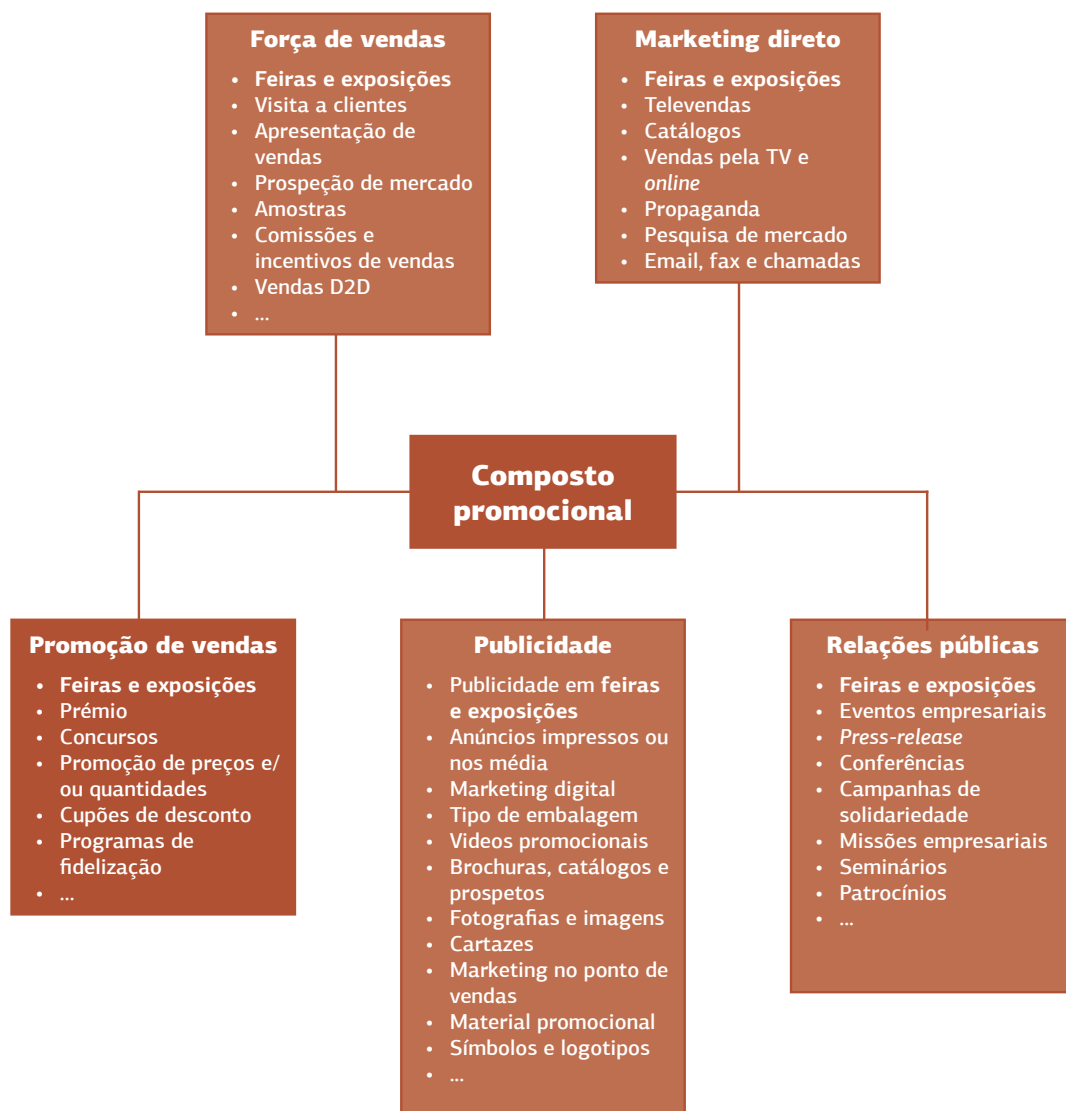 Força de vendas
• Feiras e exposições
• Visita a clientes
• Apresentação de
vendas
• Prospeção de mercado
• Amostras
• Comissões e
incentivos de vendas
• Vendas D2D
• ...
Marketing direto
• Feiras e exposições
• Televendas
• Catálogos
• Vendas pela TV e
online
• Propaganda
• Pesquisa de mercado
• Email, fax e chamadas
Composto
promocional
Promoção de vendas
• Feiras e exposições
• Prémio
• Concursos
• Promoção de preços e/
ou quantidades
• Cupões de desconto
• Programas de
fidelização
• ...
Publicidade
• Publicidade em feiras
e exposições
• Anúncios impressos ou
nos média
• Marketing digital
• Tipo de embalagem
• Videos promocionais
• Brochuras, catálogos e
prospetos
• Fotografias e imagens
• Cartazes
• Marketing no ponto de
vendas
• Material promocional
• Símbolos e logotipos
• ...
Relações públicas
• Feiras e exposições
• Eventos empresariais
• Press-release
• Conferências
• Campanhas de
solidariedade
• Missões empresariais
• Seminários
• Patrocínios
• ...